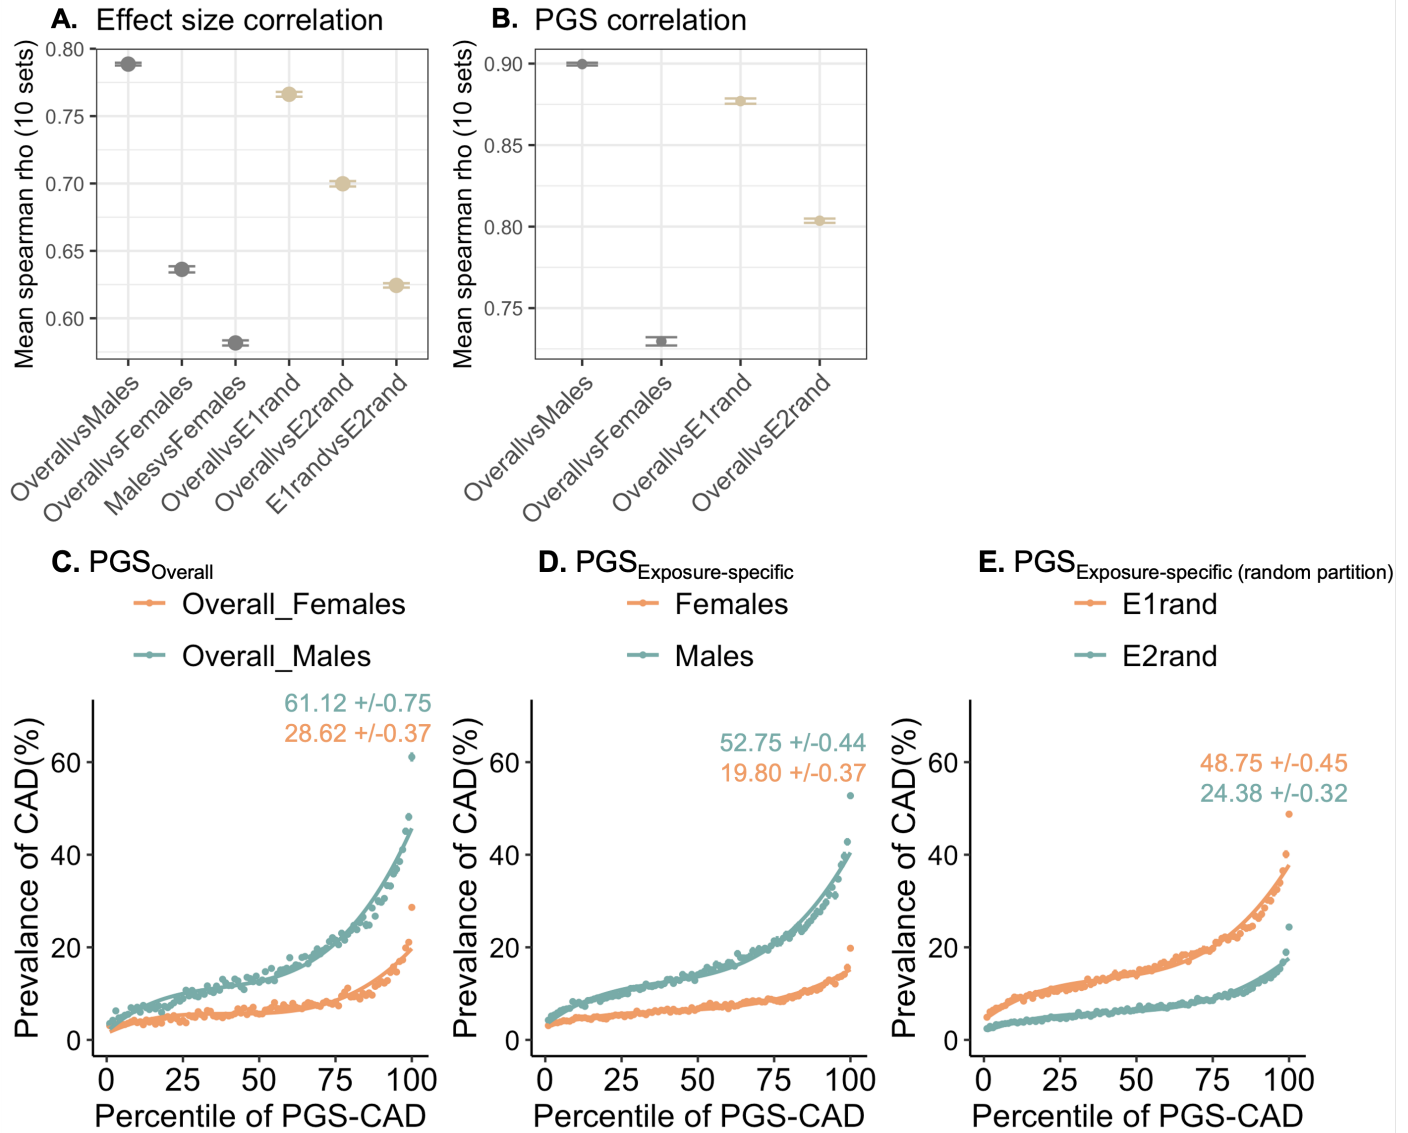 A. Effect size correlation
Mean spearman rho (10 sets)
0.80
0.75
0.70
0.65
0.60
OverallvsMales
OverallvsFemales
MalesvsFemales
OverallvsE1rand
OverallvsE2rand
E1randvsE2rand
B. PGS correlation
Mean spearman rho (10 sets)
0.90
0.85
0.80
0.75
OverallvsMales
OverallvsFemales
OverallvsE1rand
OverallvsE2rand
C. PGSOverall
Overall_Females
Overall_Males
61.12 +/-0.75
28.62 +/-0.37
Prevalance of CAD(%)
60
40
20
0
0 25 50 75 100
Percentile of PGS-CAD
D. PGSExposure-specific
Females
Males
52.75 +/-0.44
19.80 +/-0.37
Prevalance of CAD(%)
60
40
20
0
0 25 50 75 100
Percentile of PGS-CAD
E. PGSExposure-specific (random partition)
E1rand
E2rand
48.75 +/-0.45
24.38 +/-0.32
Prevalance of CAD(%)
60
40
20
0
0 25 50 75 100
Percentile of PGS-CAD